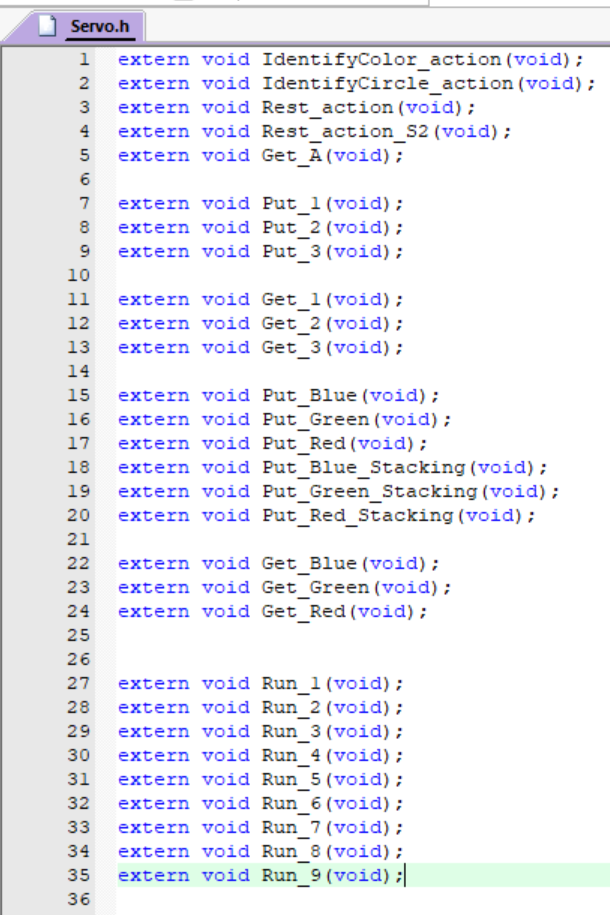 Servo.h
1 extern void IdentifyColor_action(void);
2 extern void IdentifyCircle_action(void);
3 extern void Rest_action(void);
4 extern void Rest_action_S2(void);
5 extern void Get_A(void);
6
7 extern void Put_1(void);
8 extern void Put_2(void);
9 extern void Put_3(void);
10
11 extern void Get_1(void);
12 extern void Get_2(void);
13 extern void Get_3(void);
14
15 extern void Put_Blue(void);
16 extern void Put_Green(void);
17 extern void Put_Red(void);
18 extern void Put_Blue_Stacking(void);
19 extern void Put_Green_Stacking(void);
20 extern void Put_Red_Stacking(void);
21
22 extern void Get_Blue(void);
23 extern void Get_Green(void);
24 extern void Get_Red(void);
25
26
27 extern void Run_1(void);
28 extern void Run_2(void);
29 extern void Run_3(void);
30 extern void Run_4(void);
31 extern void Run_5(void);
32 extern void Run_6(void);
33 extern void Run_7(void);
34 extern void Run_8(void);
35 extern void Run_9(void);
36